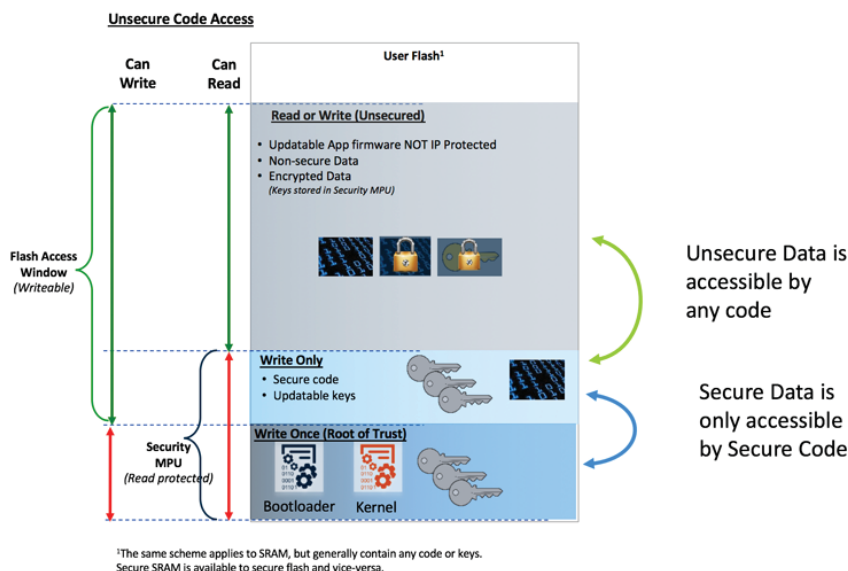 Unsecure Code Access
Can
Write
Can
Read
User Flash¹
Read or Write (Unsecured)
• Updatable App firmware NOT IP Protected
• Non-secure Data
• Encrypted Data
(Keys stored in Security MPU)
Flash Access
Window
(Writeable)
Unsecure Data is
accessible by
any code
Write Only
• Secure code
• Updatable keys
Secure Data is
only accessible
by Secure Code
Security
MPU
(Read protected)
Write Once (Root of Trust)
Bootloader
Kernel
¹The same scheme applies to SRAM, but generally contain any code or keys.
Secure SRAM is available to secure flash and vice-versa.